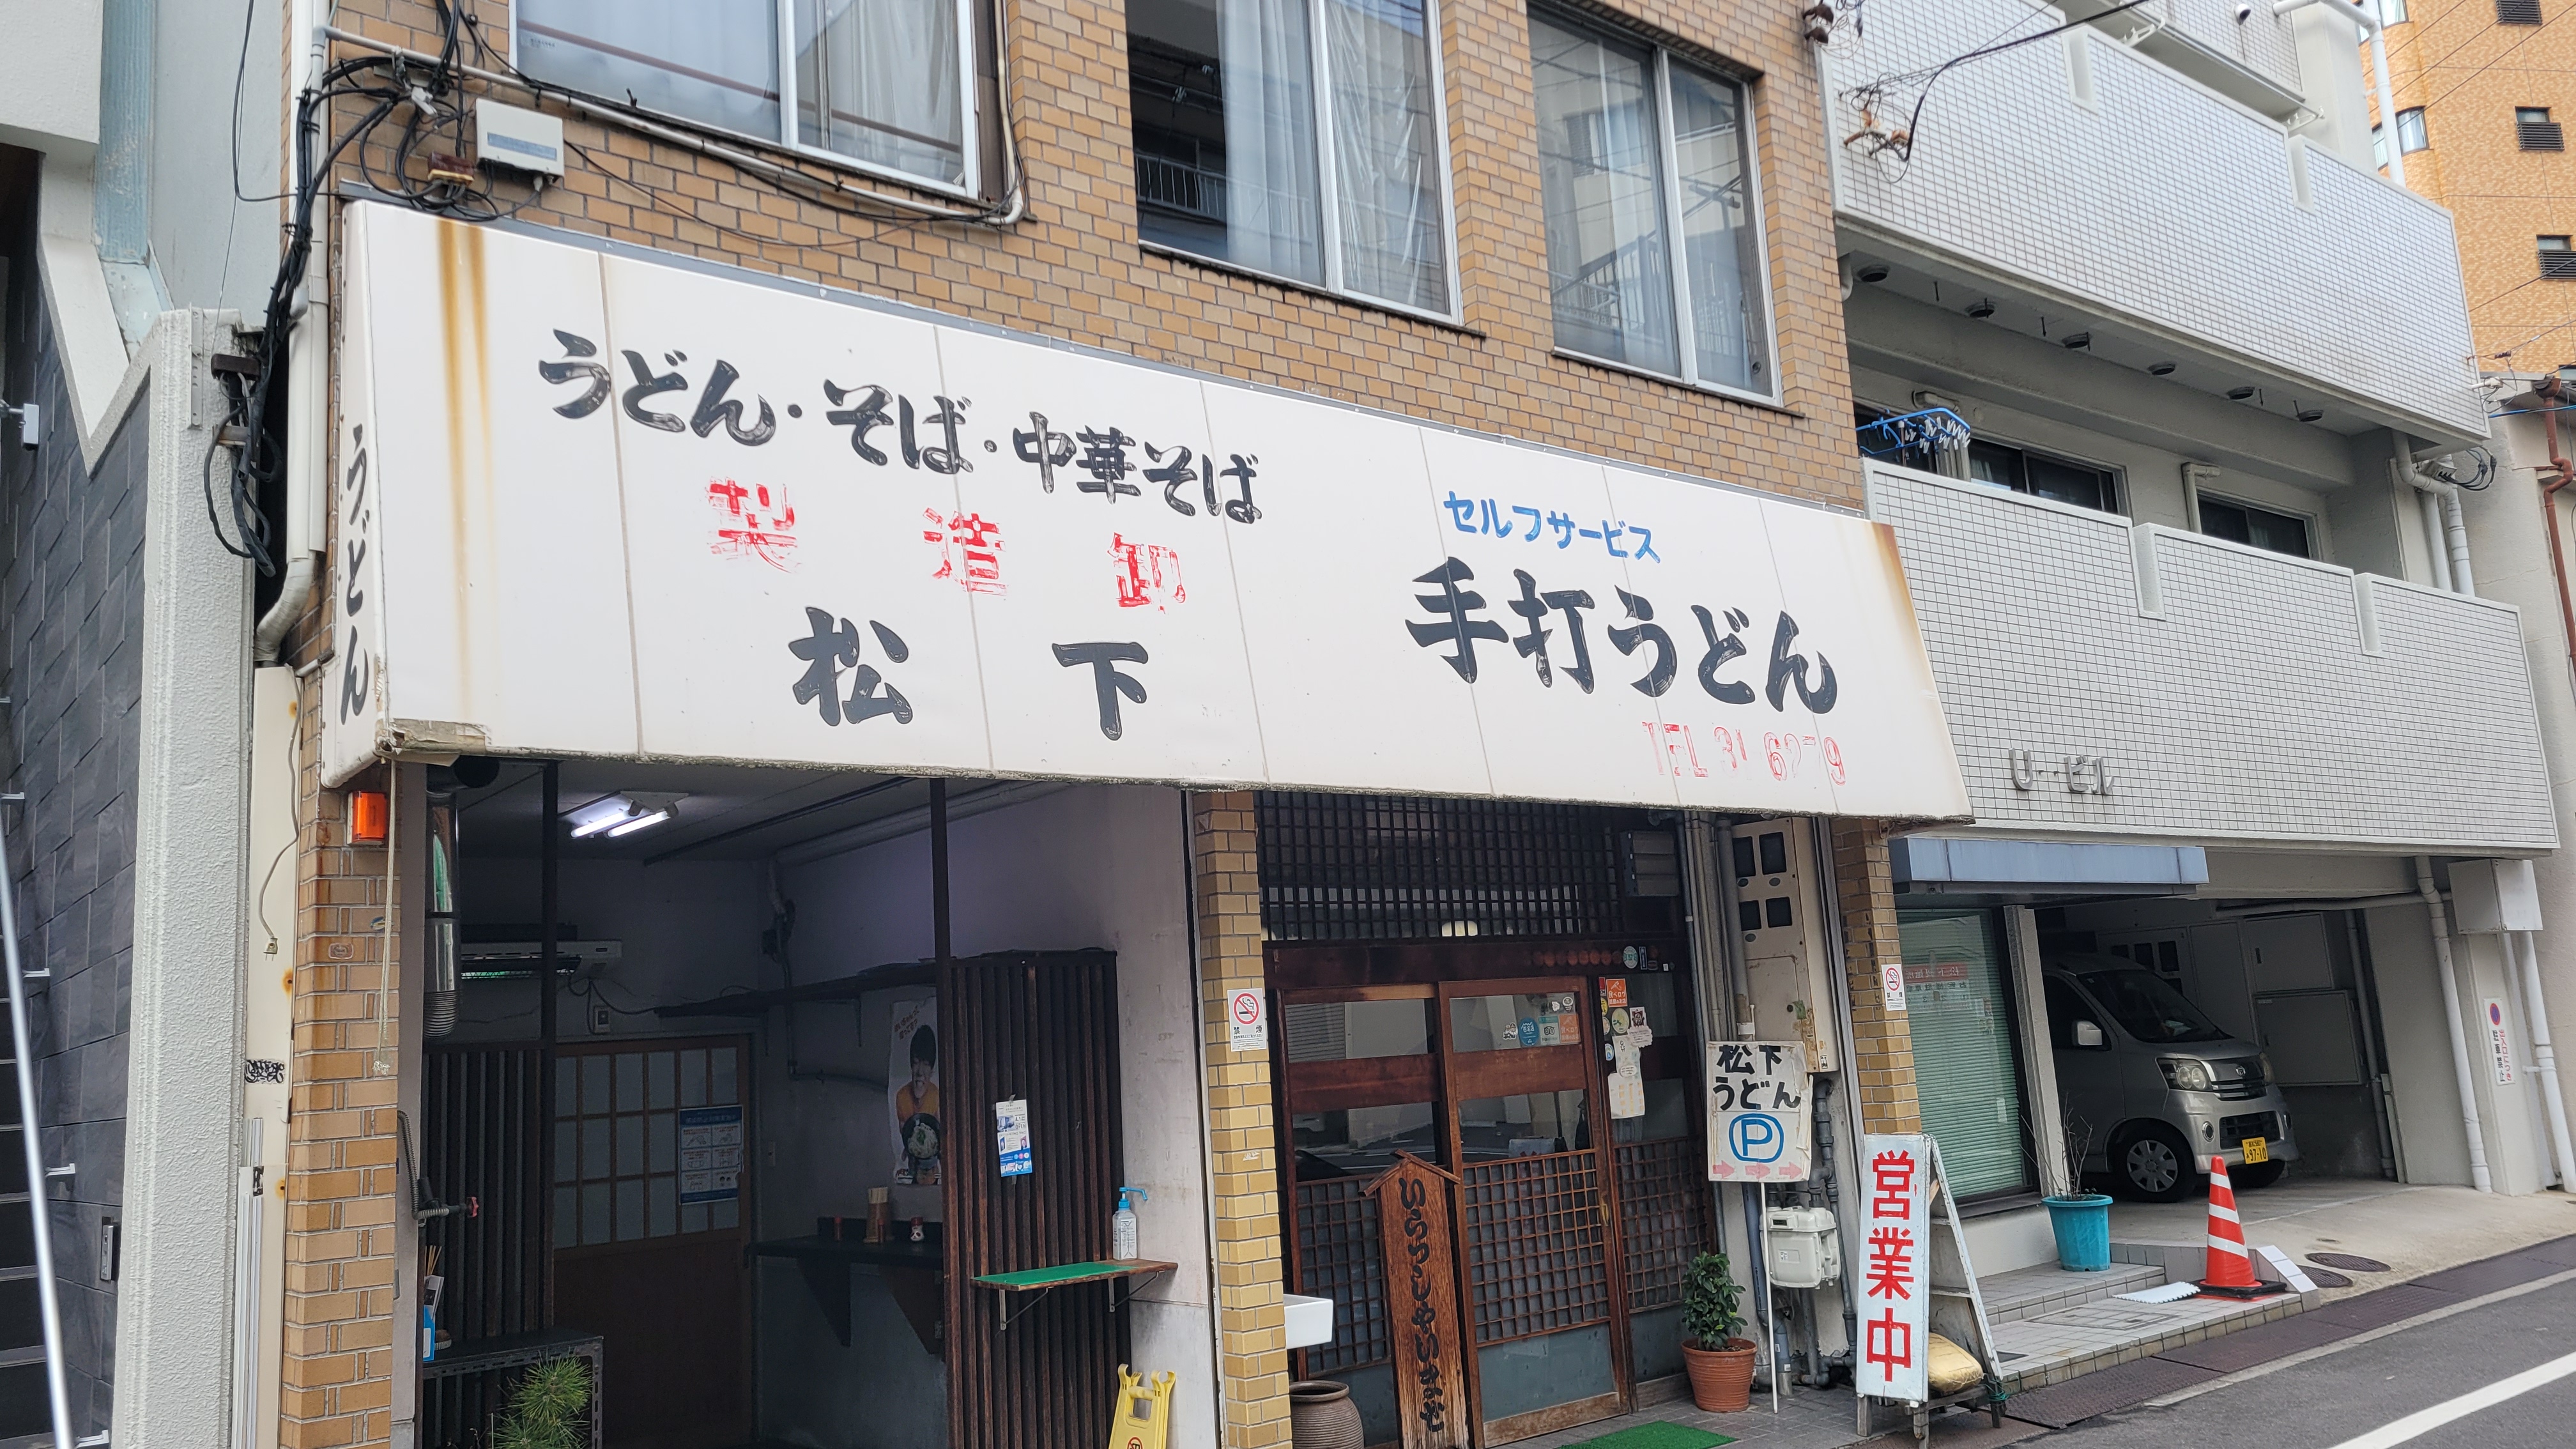 うどん・そば・中華そば
製造卸
松下
セルフサービス
手打うどん
TEL 31 6279
うどん
U ビル
松下
うどん
P
営業中
いらっしゃいませ
禁煙
97-10